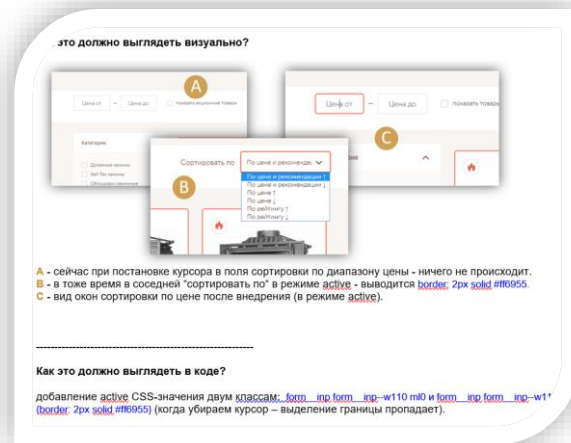 это должно выглядеть визуально?
A
Цена от – Цена до показать акционные товары
Категория
Дровяные камины
Облицовки каминные
Цена от – Цена до показать товары
C
Сортировать по По цене и рекомендац.
B
По цене и рекомендации ↑
По цене и рекомендации ↓
По цене ↑
По цене ↓
По рейтингу ↑
По рейтингу ↓
A - сейчас при постановке курсора в поля сортировки по диапазону цены - ничего не происходит.
B - в тоже время в соседней "сортировать по" в режиме active - выводится border: 2px solid #ff6955.
C - вид окон сортировки по цене после внедрения (в режиме active).
------------------------------------------------------------
Как это должно выглядеть в коде?
добавление active CSS-значения двум классам: form__inp form__inp--w110 ml0 и form__inp form__inp--w11
(border: 2px solid #ff6955) (когда убираем курсор – выделение границы пропадает).